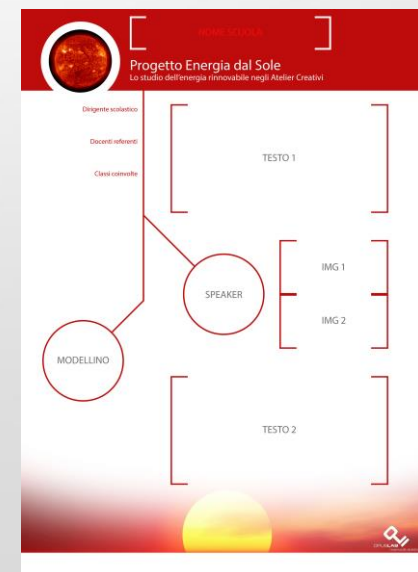 NOME SCUOLA
Progetto Energia dal Sole
Lo studio dell'energia rinnovabile negli Atelier Creativi
Dirigente scolastico
Docenti referenti
Classi coinvolte
TESTO 1
SPEAKER
IMG 1
IMG 2
MODELLINO
TESTO 2